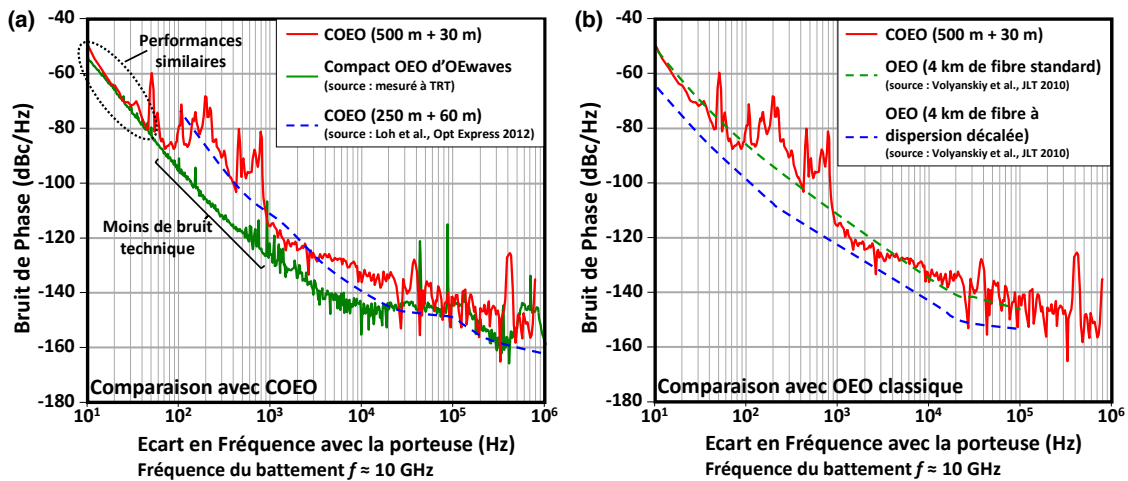 (a)
-40
-60
-80
-100
-120
-140
-160
-180
Bruit de Phase (dBc/Hz)
Performances
similaires
COEO (500 m + 30 m)
Compact OEO d'OEwaves
(source : mesuré à TRT)
COEO (250 m + 60 m)
(source : Loh et al., Opt Express 2012)
Moins de bruit
technique
Comparaison avec COEO
10¹ 10² 10³ 10⁴ 10⁵ 10⁶
Ecart en Fréquence avec la porteuse (Hz)
Fréquence du battement f ≈ 10 GHz
(b)
-40
-60
-80
-100
-120
-140
-160
-180
Bruit de Phase (dBc/Hz)
COEO (500 m + 30 m)
OEO (4 km de fibre standard)
(source : Volyanskiy et al., JLT 2010)
OEO (4 km de fibre à
dispersion décalée)
(source : Volyanskiy et al., JLT 2010)
Comparaison avec OEO classique
10¹ 10² 10³ 10⁴ 10⁵ 10⁶
Ecart en Fréquence avec la porteuse (Hz)
Fréquence du battement f ≈ 10 GHz